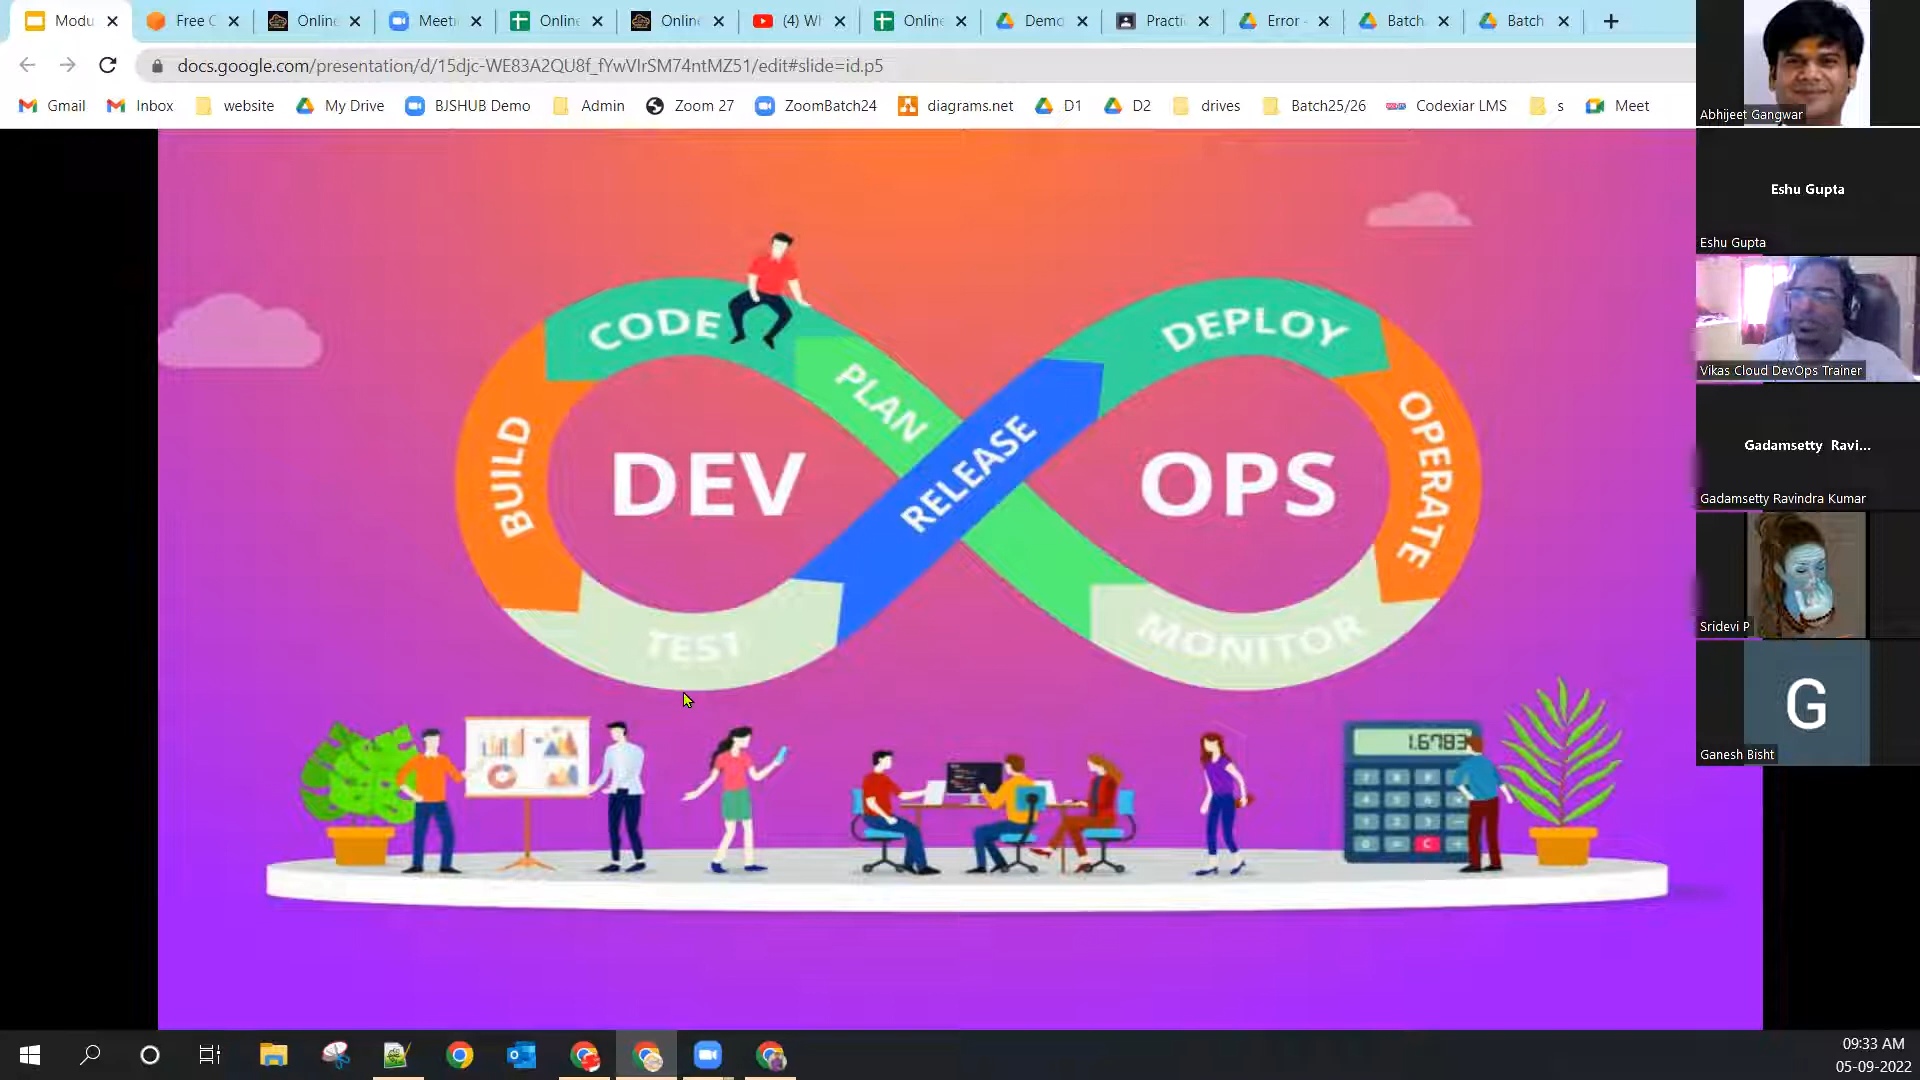 Modu
Free C
Online
Meeti
Online
Online
(4) Wh
Online
Demo
Practi
Error -
Batch
Batch
docs.google.com/presentation/d/15djc-WE83A2QU8f_fYwVIrSM74ntMZ51/edit#slide=id.p5
Gmail
Inbox
website
My Drive
BJSHUB Demo
Admin
Zoom 27
ZoomBatch24
diagrams.net
D1
D2
drives
Batch25/26
Codexiar LMS
s
Meet
Abhijeet Gangwar
Eshu Gupta
Eshu Gupta
Vikas Cloud DevOps Trainer
Gadamsetty Ravi...
Gadamsetty Ravindra Kumar
Sridevi P
G
Ganesh Bisht
CODE
PLAN
BUILD
DEV
TEST
RELEASE
DEPLOY
OPS
OPERATE
MONITOR
1.6783
09:33 AM
05-09-2022